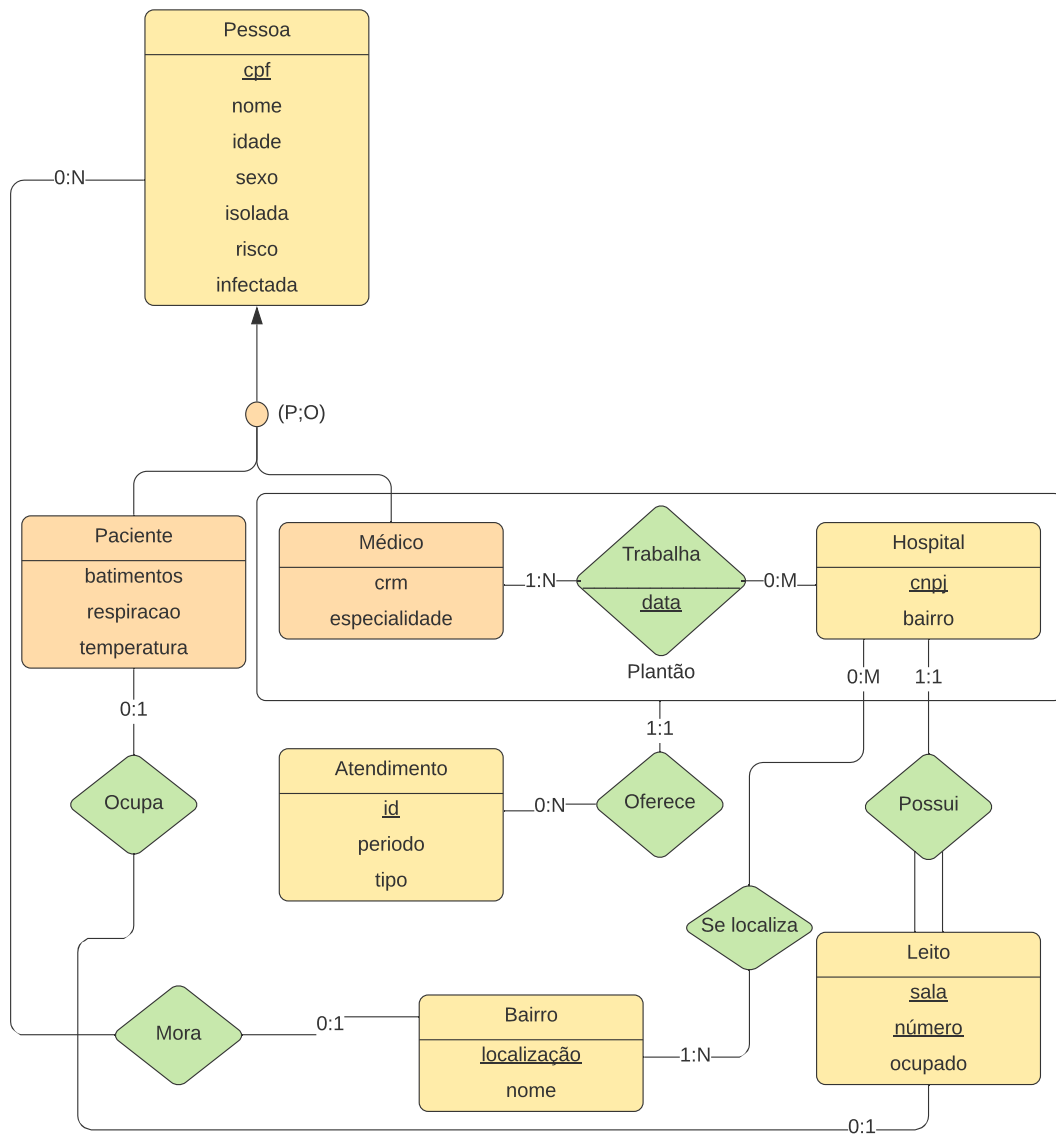 Pessoa
cpf
nome
idade
sexo
isolada
risco
infectada
0:N
(P;O)
Paciente
batimentos
respiracao
temperatura
Médico
crm
especialidade
1:N
Trabalha
data
Plantão
0:M
Hospital
cnpj
bairro
0:1
1:1
0:M
1:1
Atendimento
id
periodo
tipo
Ocupa
0:N
Oferece
Possui
Se localiza
Leito
sala
número
ocupado
Mora
0:1
Bairro
localização
nome
1:N
0:1